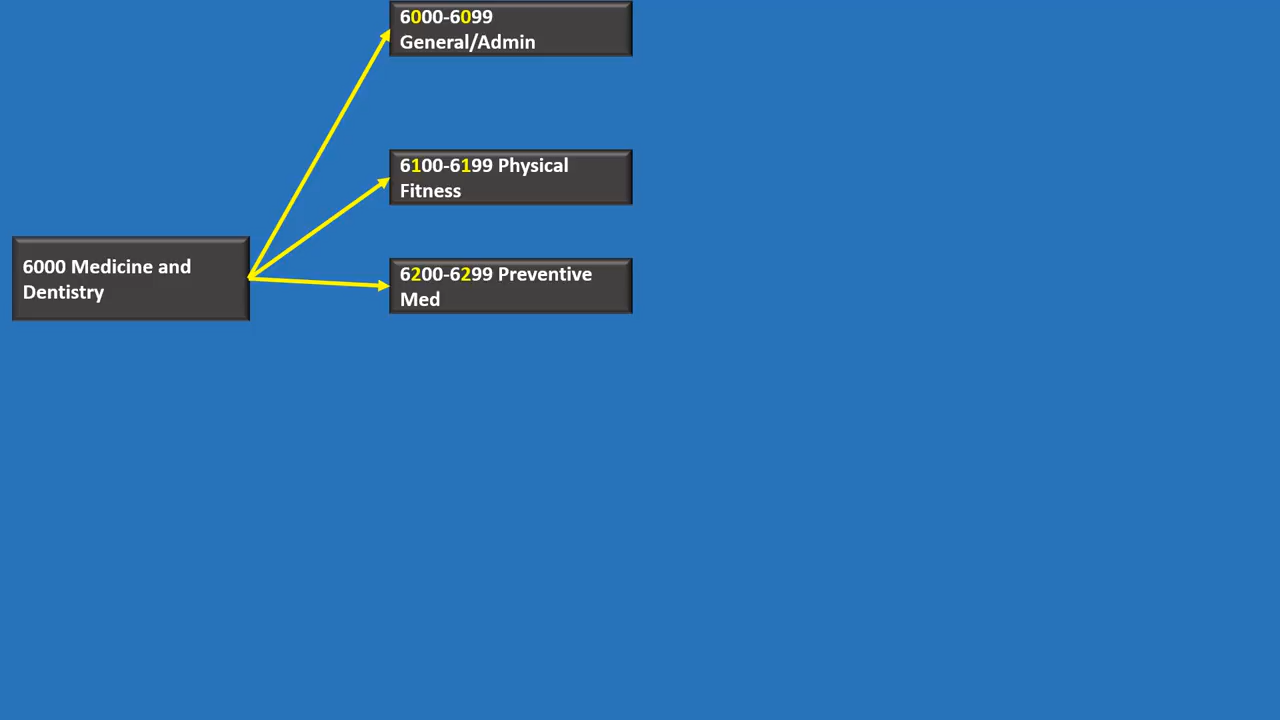 6000-6099
General/Admin
6100-6199 Physical
Fitness
6000 Medicine and
Dentistry
6200-6299 Preventive
Med